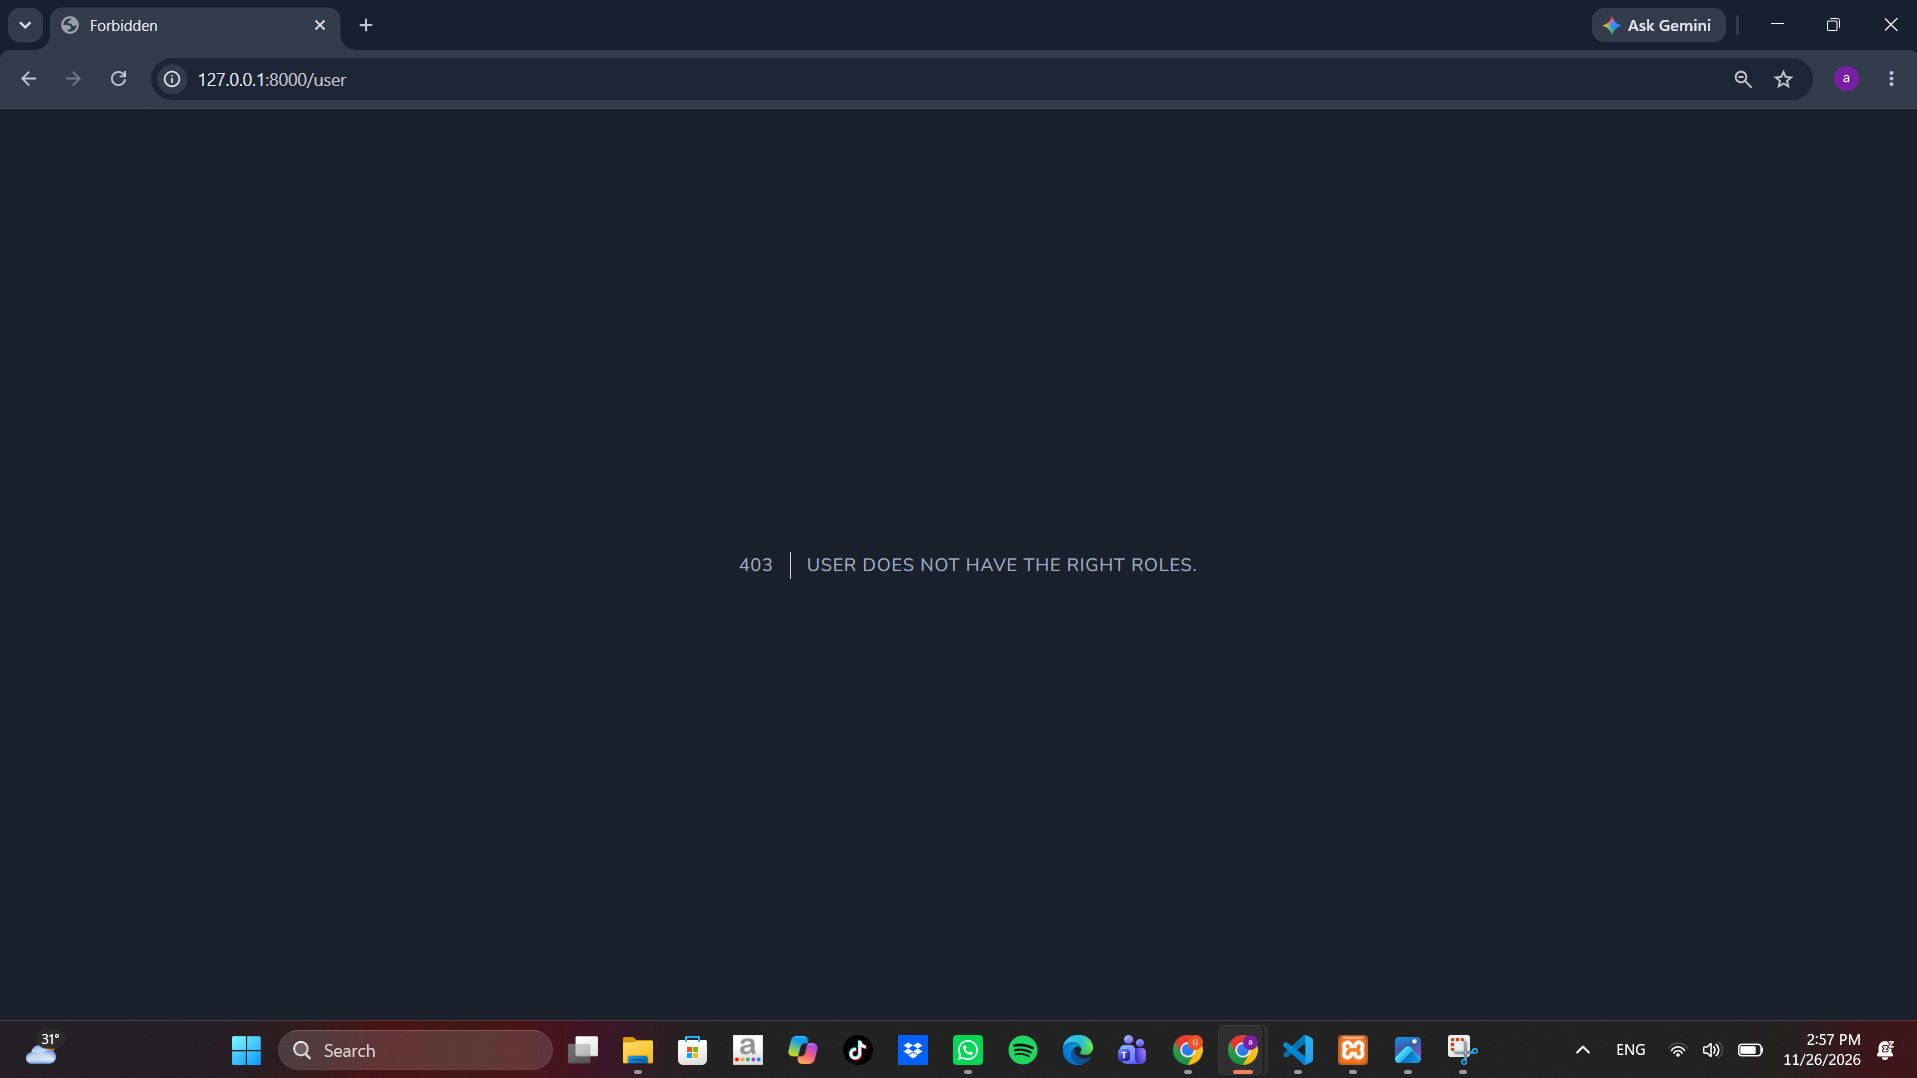 Forbidden
Ask Gemini
127.0.0.1:8000/user
a
403
USER DOES NOT HAVE THE RIGHT ROLES.
31°
Search
a
T
G
a
ENG
2:57 PM
11/26/2026